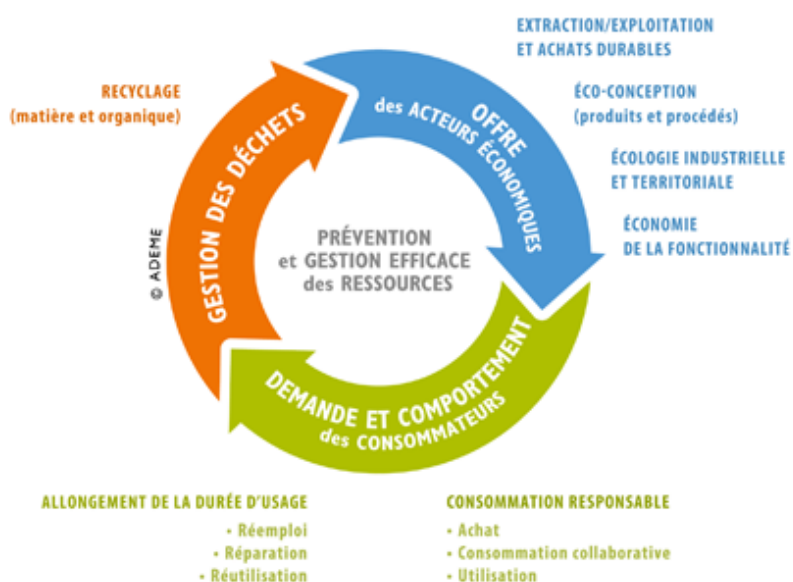 EXTRACTION/EXPLOITATION
ET ACHATS DURABLES
RECYCLAGE
(matière et organique)
ÉCO-CONCEPTION
(produits et procédés)
ÉCOLOGIE INDUSTRIELLE
ET TERRITORIALE
ÉCONOMIE
DE LA FONCTIONNALITÉ
OFFRE
des ACTEURS ÉCONOMIQUES
GESTION DES DÉCHETS
© ADEME
PRÉVENTION
et GESTION EFFICACE
des RESSOURCES
DEMANDE ET COMPORTEMENT
des CONSOMMATEURS
ALLONGEMENT DE LA DURÉE D'USAGE
• Réemploi
• Réparation
• Réutilisation
CONSOMMATION RESPONSABLE
• Achat
• Consommation collaborative
• Utilisation